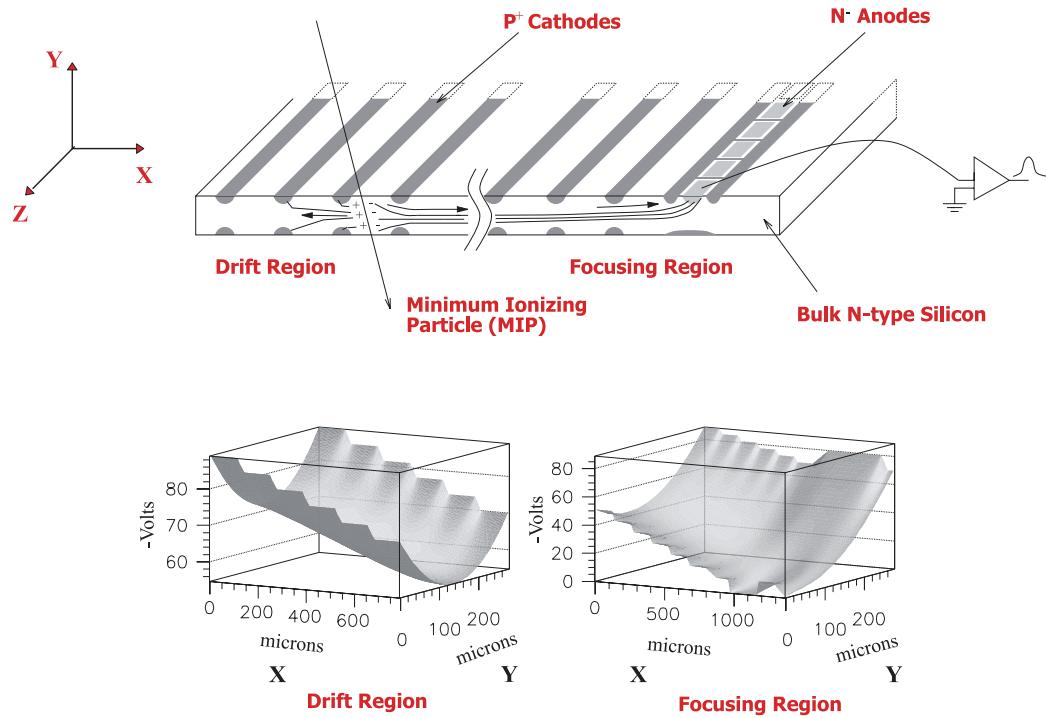 P+ Cathodes
N- Anodes
Y
X
Z
+ -
+
+ -
Drift Region
Focusing Region
Minimum Ionizing
Particle (MIP)
Bulk N-type Silicon
-Volts
80
70
60
0
200
400
600
microns
X
0
100
200
microns
Y
Drift Region
-Volts
80
60
40
20
0
0
500
1000
microns
X
0
100
200
microns
Y
Focusing Region